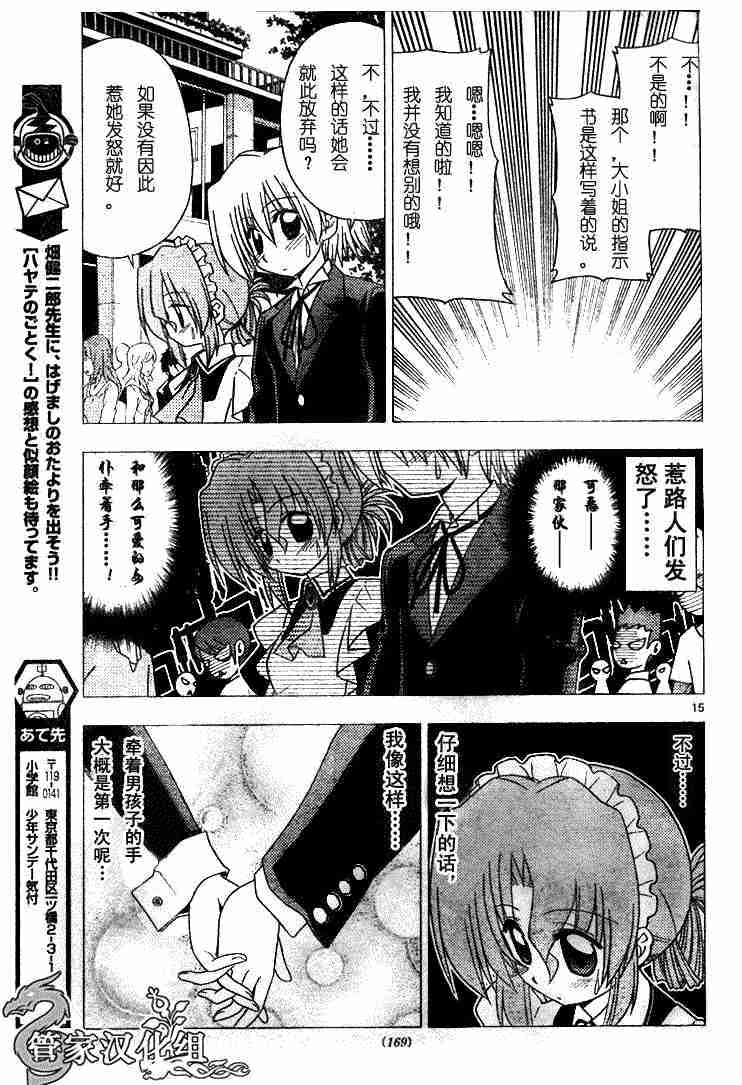 不…！！
不是的啊！！
那个，大小姐的指示
书是这样写着的说。
嗯…嗯嗯！！
我知道的啦！！
我并没有想别的哦！！
不，不过……
这样的话她会
就此放弃吗？
如果没有因此
惹她发怒就好。
惹路人们发
怒了……
可恶——
那家伙——
和那么可爱的女
仆牵着手……！
15
不过……
仔细想一下的话，
我像这样……
牵着男孩子的手
大概是第一次呢…
(169)
畑健二郎先生に、はげましのおたよりを出そう!!
【ハヤテのごとく！】の感想と似顔絵も待ってます。
あて先
〒119-0141
東京都千代田区一ツ橋2-3-1
小学館 少年サンデー気付
管家汉化组